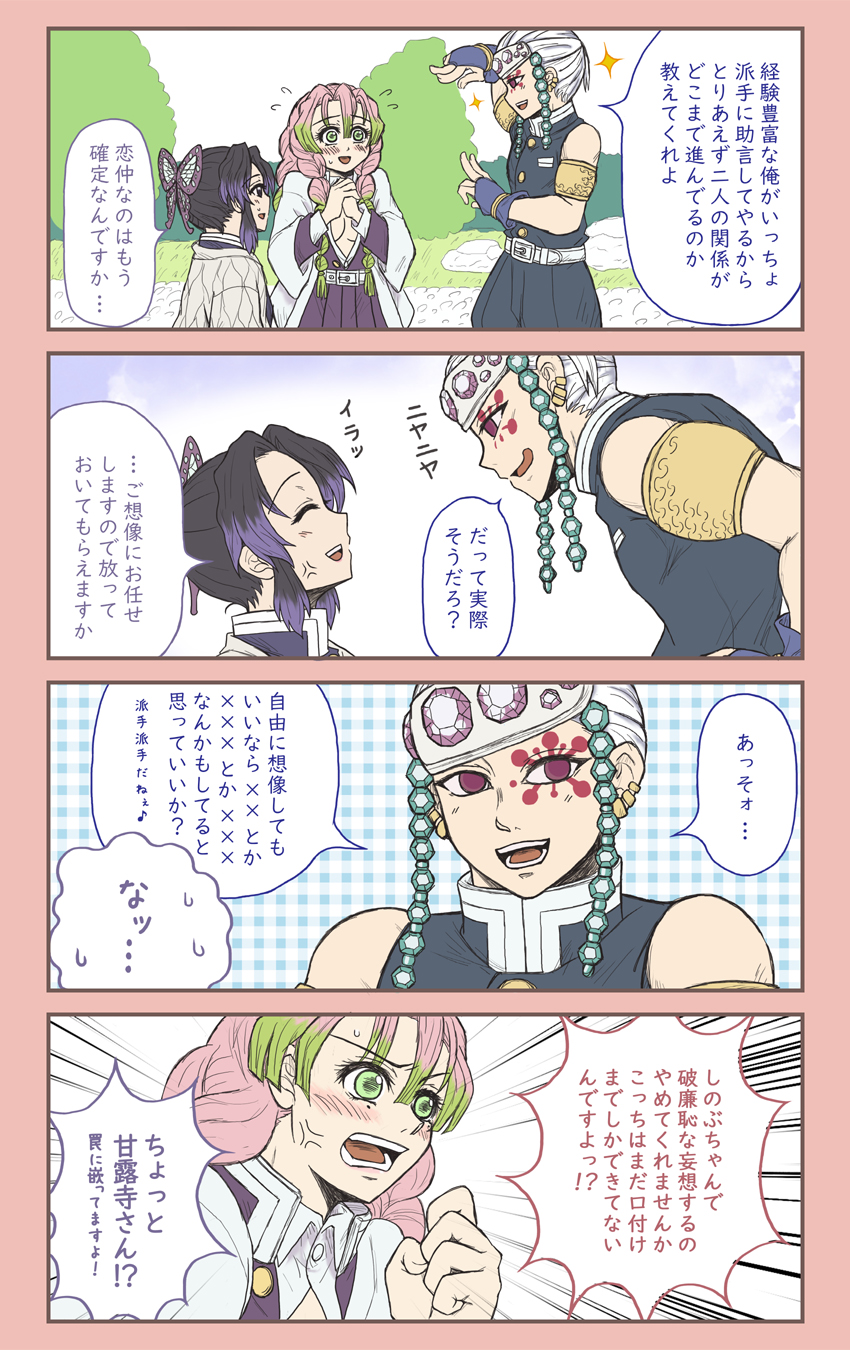 経験豊富な俺がいっちょ
派手に助言してやるから
とりあえず二人の関係が
どこまで進んでるのか
教えてくれよ
恋仲なのはもう
確定なんですか…
ニヤニヤ
イラッ
だって実際
そうだろ?
…ご想像にお任せ
しますので放って
おいてもらえますか
あっそォ…
自由に想像しても
いいなら××とか
×××とか×××
なんかもしてると
思っていいか?
派手派手だねぇ♪
なッ…
しのぶちゃんで
破廉恥な妄想するの
やめてくれませんか
こっちはまだ口付け
までしかできてない
んですよっ!?
ちょっと
甘露寺さん!?
罠に嵌ってますよ!